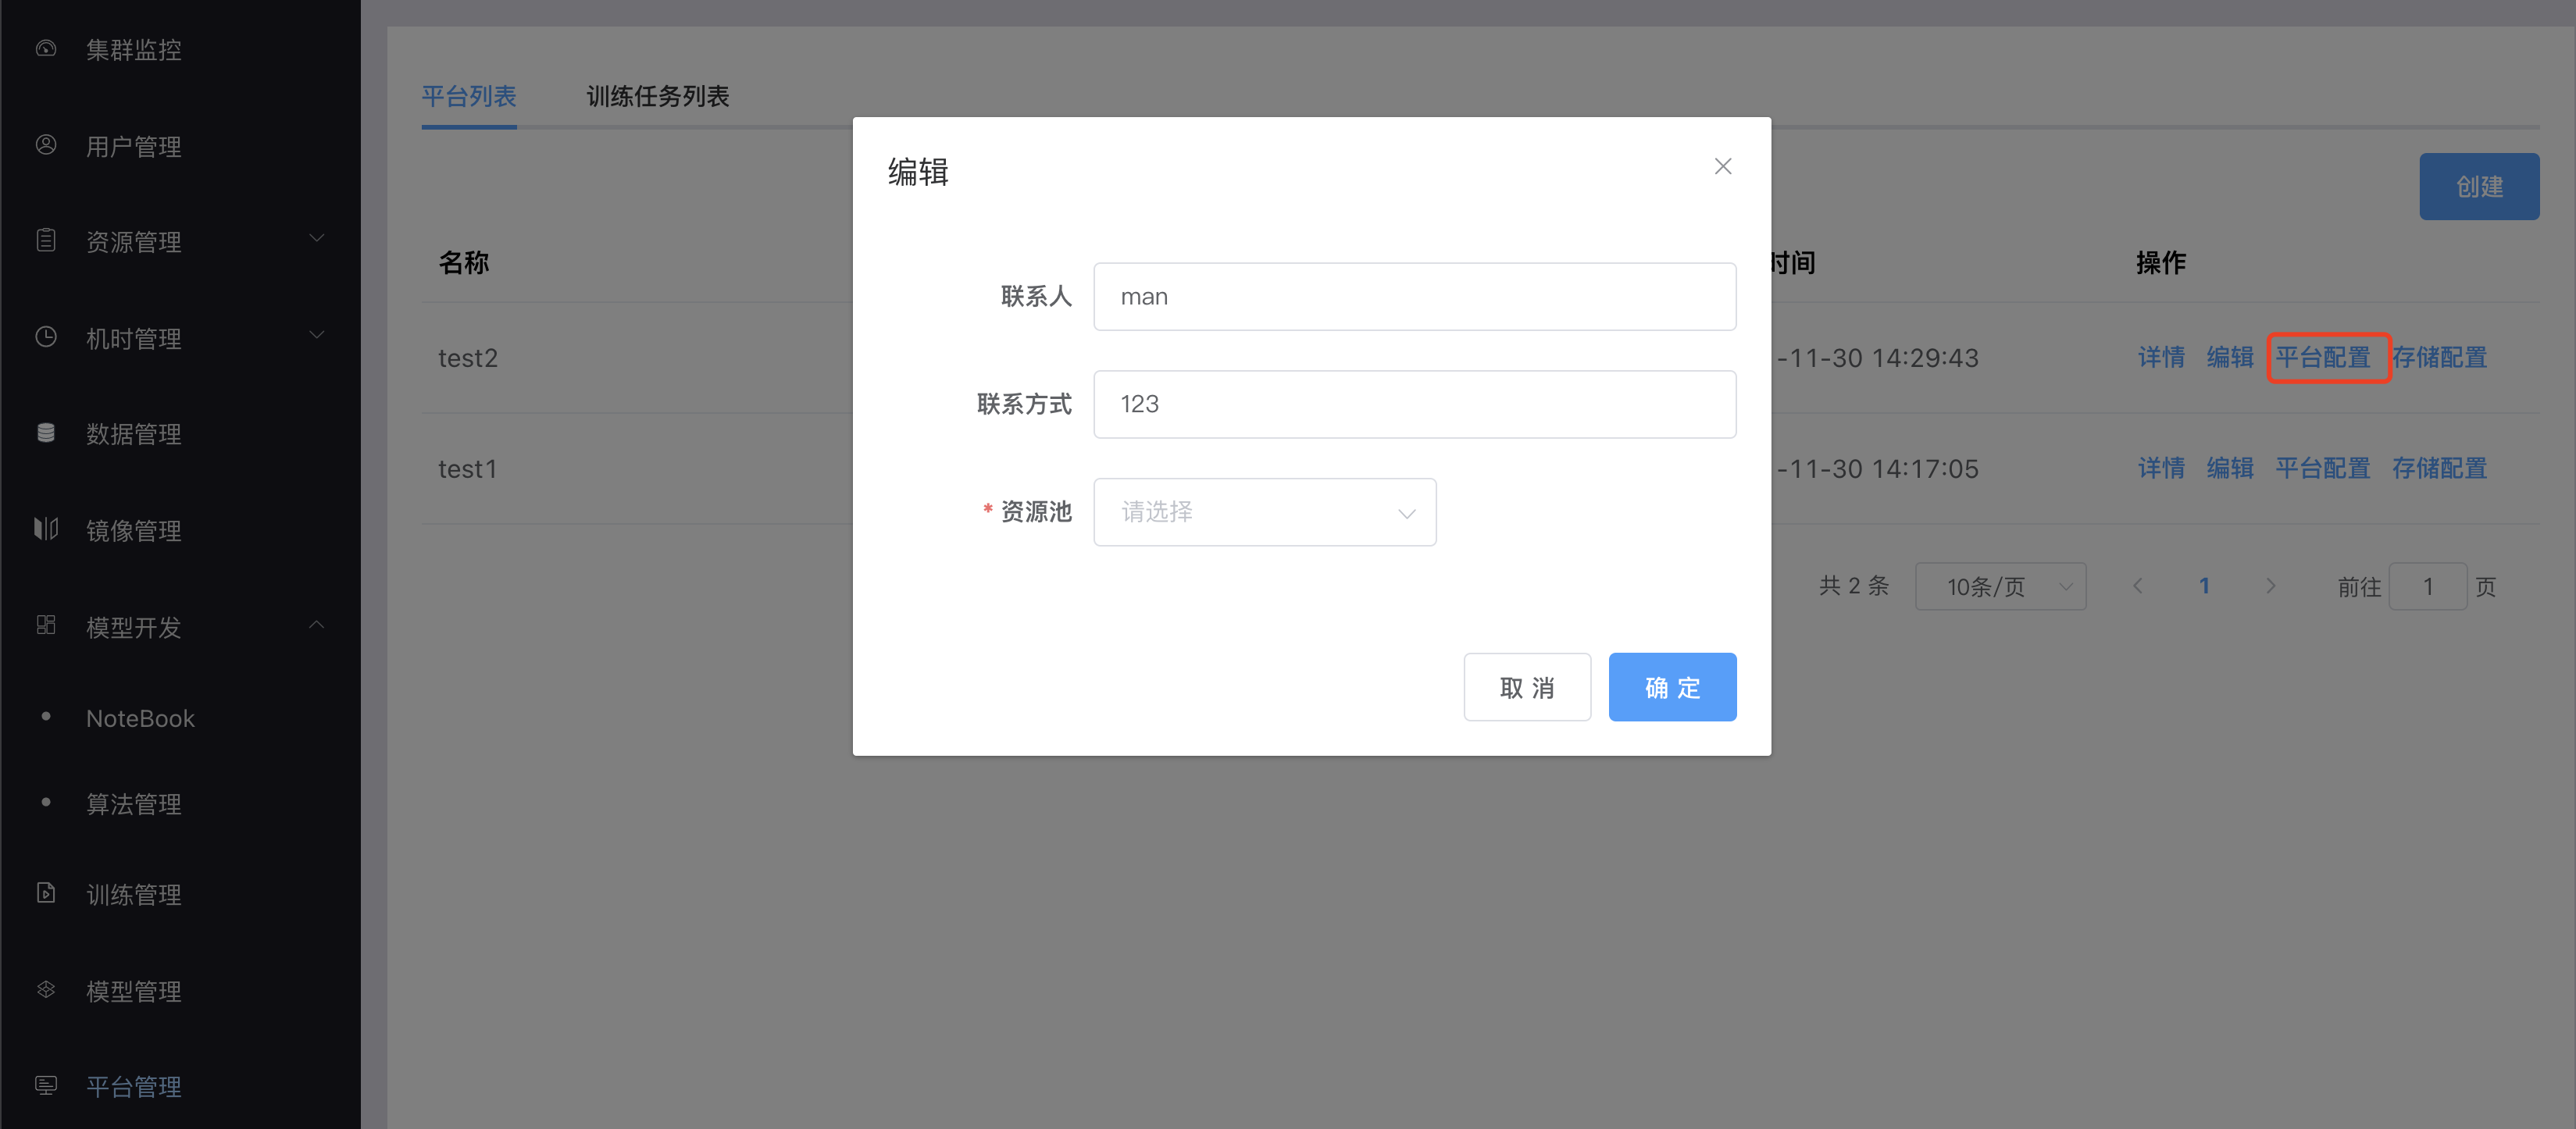 集群监控
用户管理
资源管理
机时管理
数据管理
镜像管理
模型开发
NoteBook
算法管理
训练管理
模型管理
平台管理
平台列表 训练任务列表
创建
名称 时间 操作
test2 -11-30 14:29:43 详情 编辑 平台配置 存储配置
test1 -11-30 14:17:05 详情 编辑 平台配置 存储配置
共 2 条 10条/页 1 前往 1 页
编辑
联系人 man
联系方式 123
* 资源池 请选择
取 消 确 定